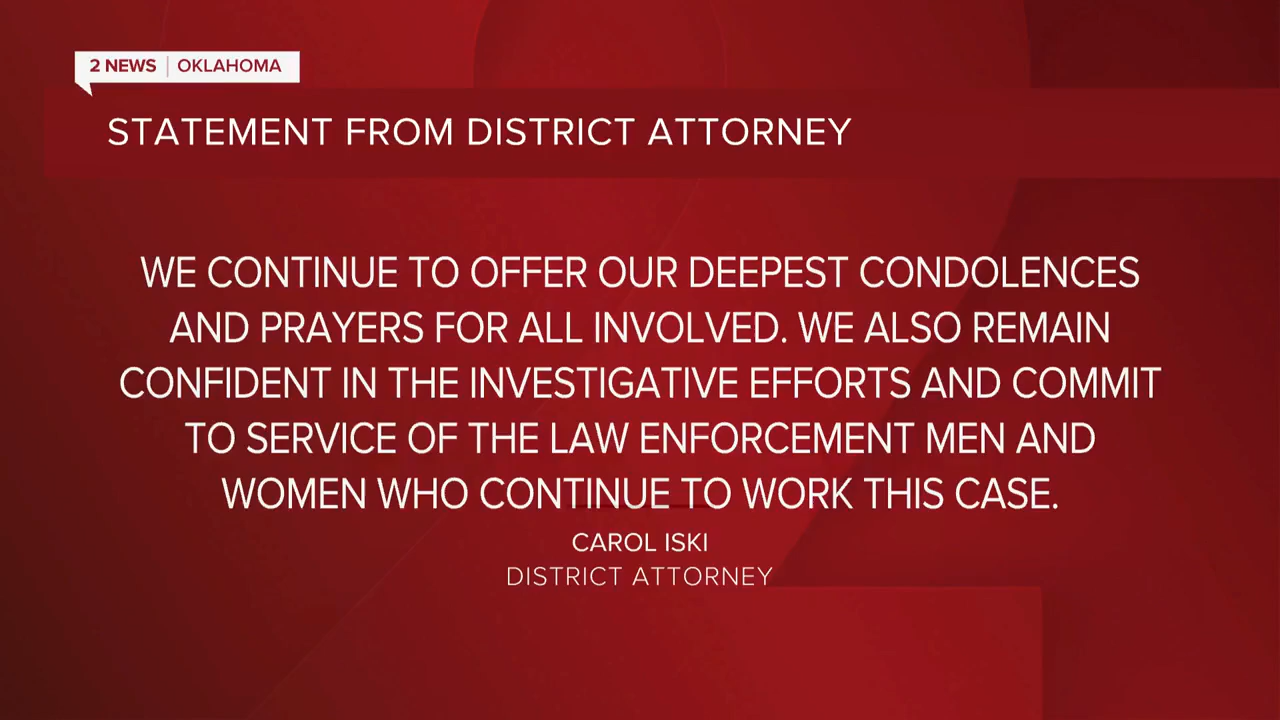 2 NEWS | OKLAHOMA
STATEMENT FROM DISTRICT ATTORNEY
WE CONTINUE TO OFFER OUR DEEPEST CONDOLENCES
AND PRAYERS FOR ALL INVOLVED. WE ALSO REMAIN
CONFIDENT IN THE INVESTIGATIVE EFFORTS AND COMMIT
TO SERVICE OF THE LAW ENFORCEMENT MEN AND
WOMEN WHO CONTINUE TO WORK THIS CASE.
CAROL ISKI
DISTRICT ATTORNEY